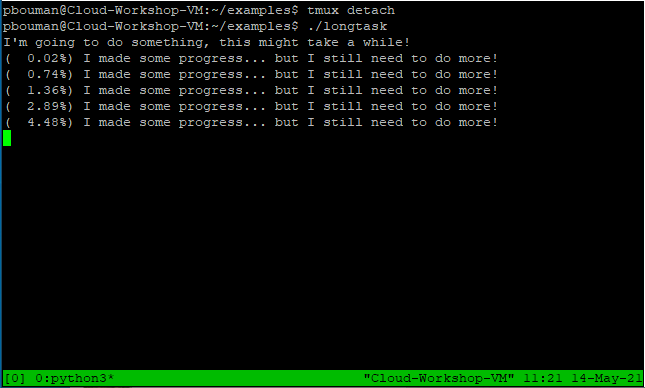 pbouman@Cloud-Workshop-VM:~/examples$ tmux detach
pbouman@Cloud-Workshop-VM:~/examples$ ./longtask
I'm going to do something, this might take a while!
(  0.02%) I made some progress... but I still need to do more!
(  0.74%) I made some progress... but I still need to do more!
(  1.36%) I made some progress... but I still need to do more!
(  2.89%) I made some progress... but I still need to do more!
(  4.48%) I made some progress... but I still need to do more!
[0] 0:python3* "Cloud-Workshop-VM" 11:21 14-May-21